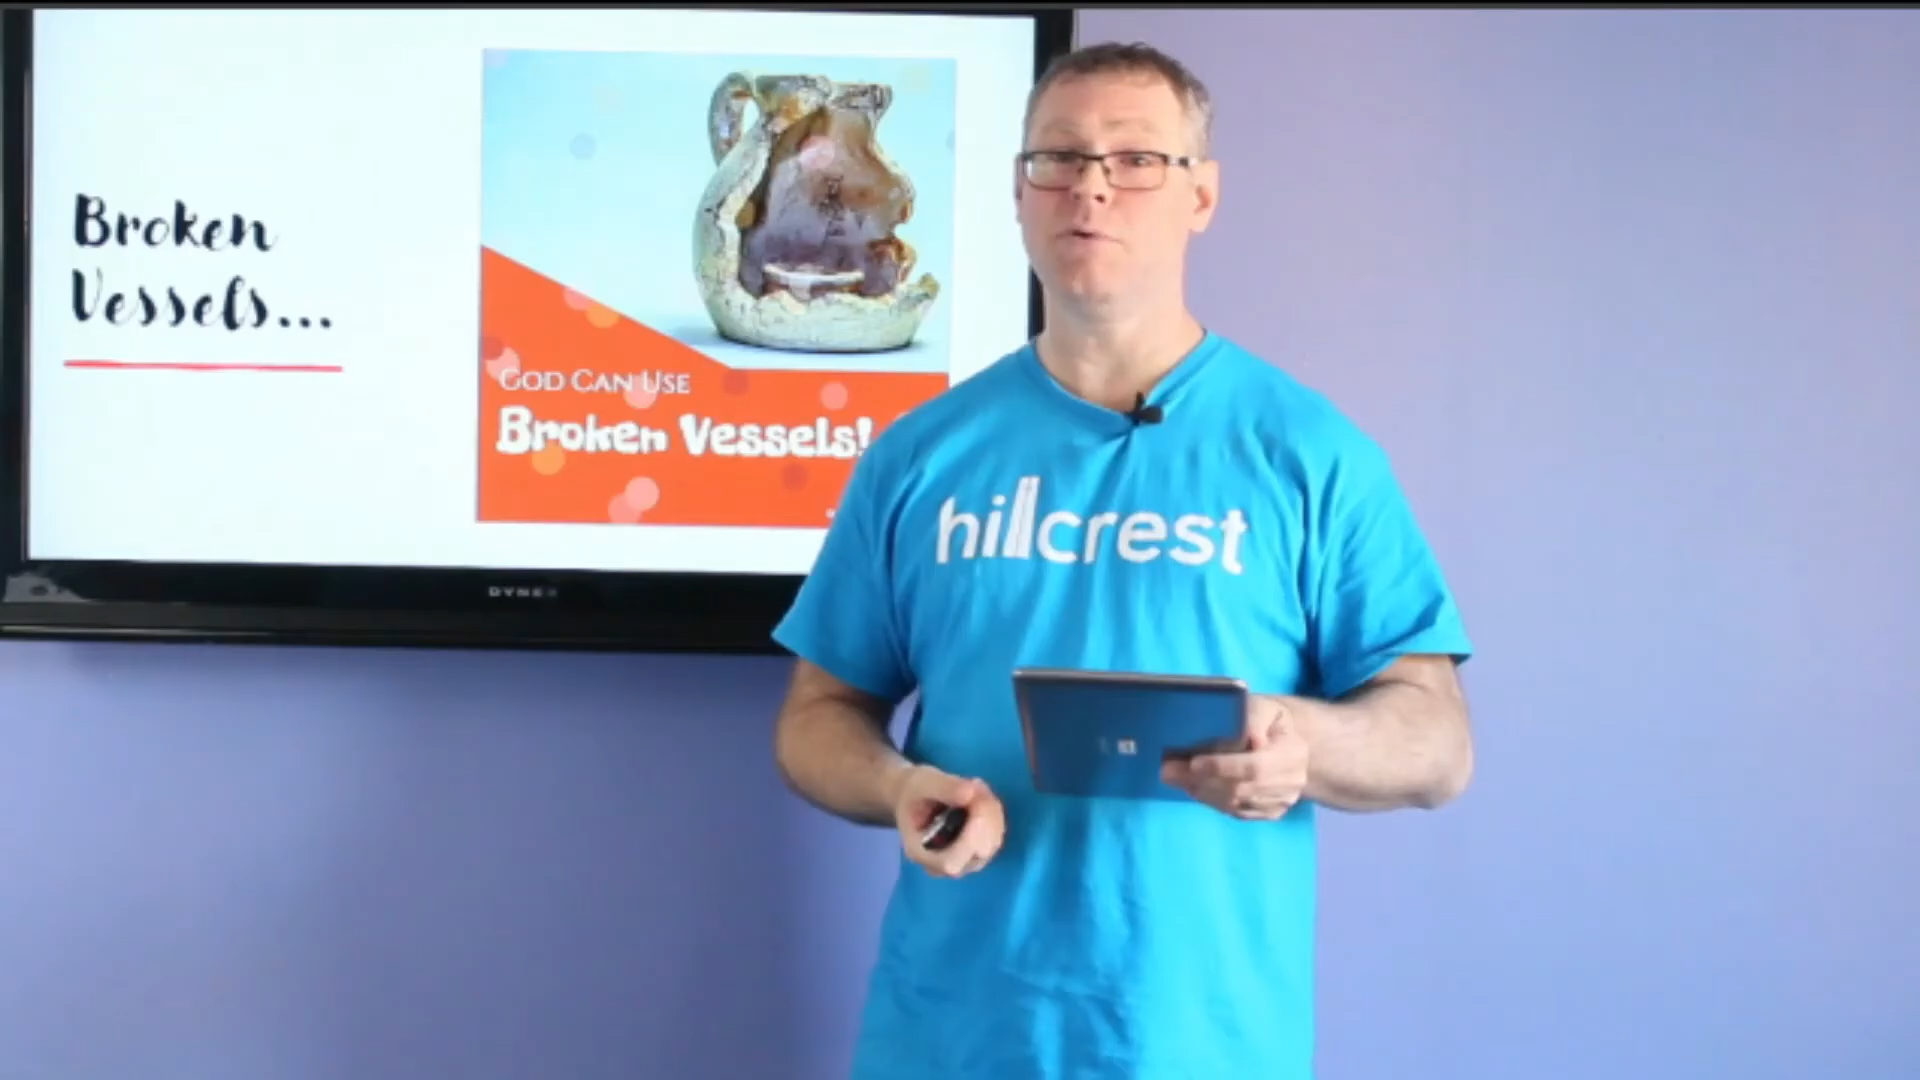 Broken
Vessels...
GOD CAN USE
Broken Vessels!
DYNEX
hillcrest